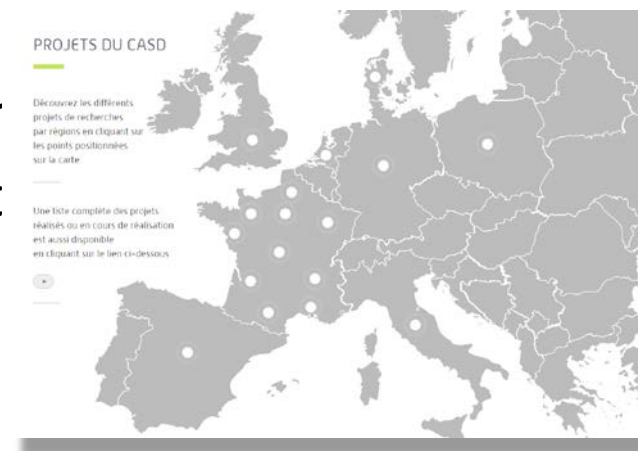 PROJETS DU CASD
Découvrez les différents
projets de recherches
par régions en cliquant sur
les points positionnées
sur la carte.
Une liste complète des projets
réalisés ou en cours de réalisation
est aussi disponible
en cliquant sur le lien ci-dessous